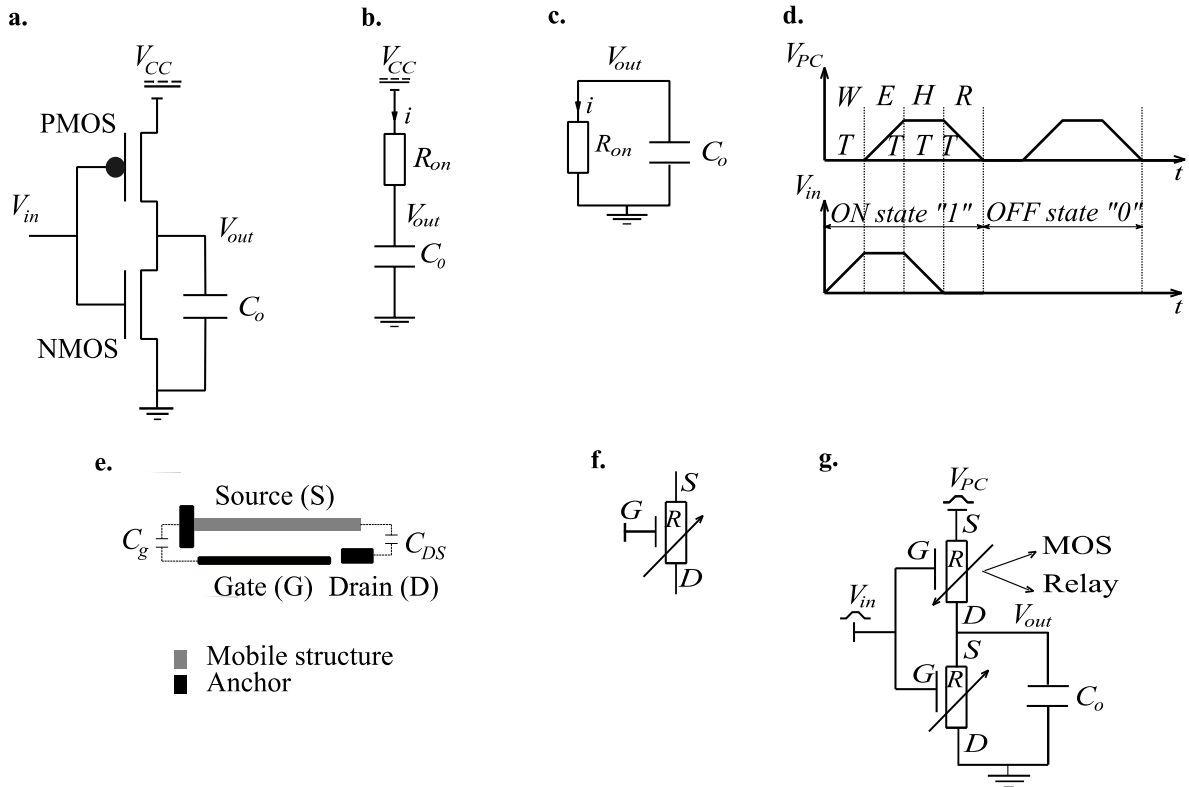 a.
V_CC
PMOS
V_in
V_out
C_o
NMOS
b.
V_CC
i
R_on
V_out
C_0
c.
V_out
i
R_on
C_o
d.
V_PC
W E H R
T T T T
t
V_in
ON state "1" OFF state "0"
t
e.
Source (S)
C_g
C_DS
Gate (G) Drain (D)
Mobile structure
Anchor
f.
S
G
R
D
g.
V_PC
S
G
R
MOS
Relay
V_in
D
V_out
S
G
R
C_o
D